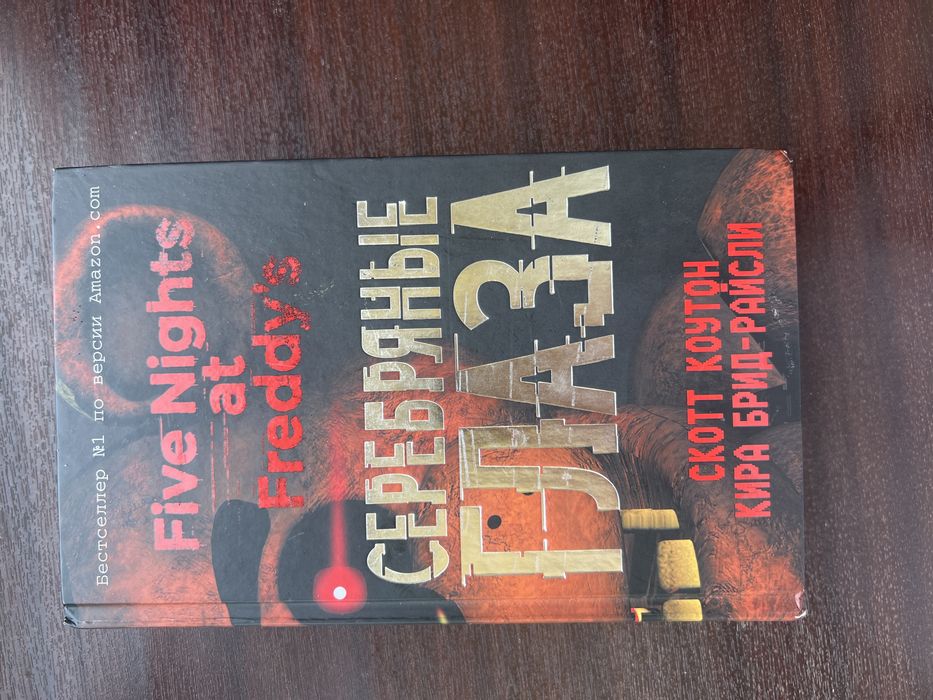 Бестселлер №1 по версии Amazon.com
Five Nights
at
Freddy's
СЕРЕБРЯНЫЕ
ГЛАЗА
СКОТТ КОУТОН
КИРА БРИД-РАЙСЛИ